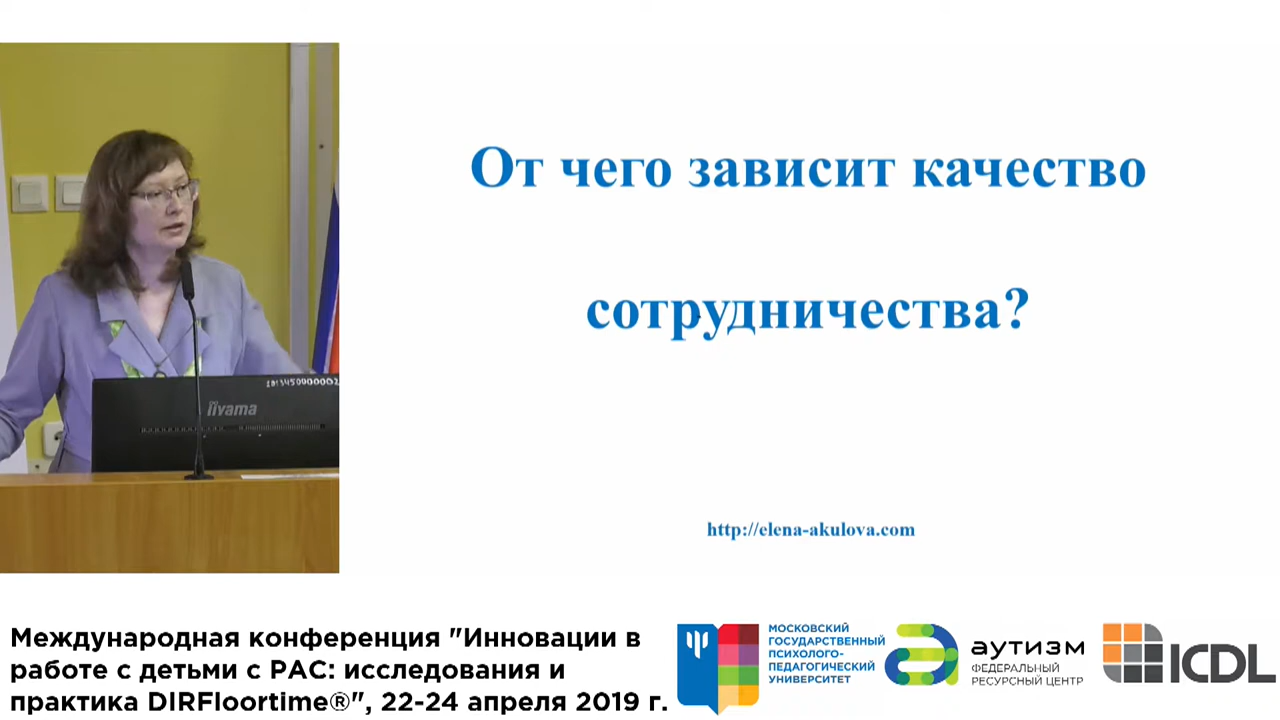 От чего зависит качество
сотрудничества?
http://elena-akulova.com
iiyama
Международная конференция "Инновации в
работе с детьми с РАС: исследования и
практика DIRFloortime®", 22-24 апреля 2019 г.
МОСКОВСКИЙ
ГОСУДАРСТВЕННЫЙ
ПСИХОЛОГО-
ПЕДАГОГИЧЕСКИЙ
УНИВЕРСИТЕТ
аутизм
ФЕДЕРАЛЬНЫЙ
РЕСУРСНЫЙ ЦЕНТР
ICDL